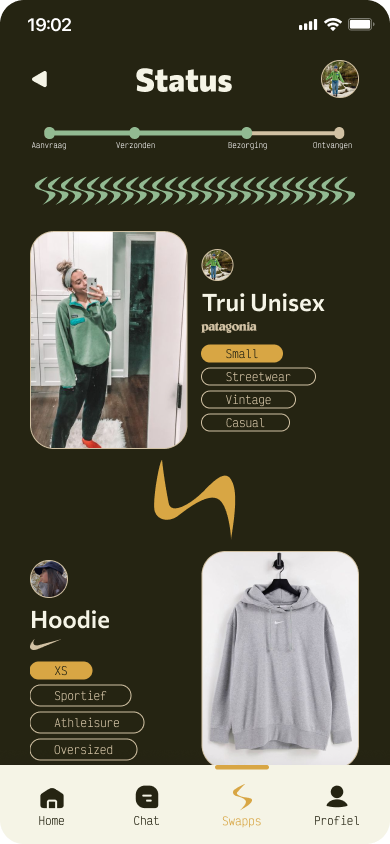 19:02
Status
Aanvraag Verzonden Bezorging Ontvangen
Trui Unisex
patagonia
Small
Streetwear
Vintage
Casual
Hoodie
XS
Sportief
Athleisure
Oversized
Home Chat Swapps Profiel